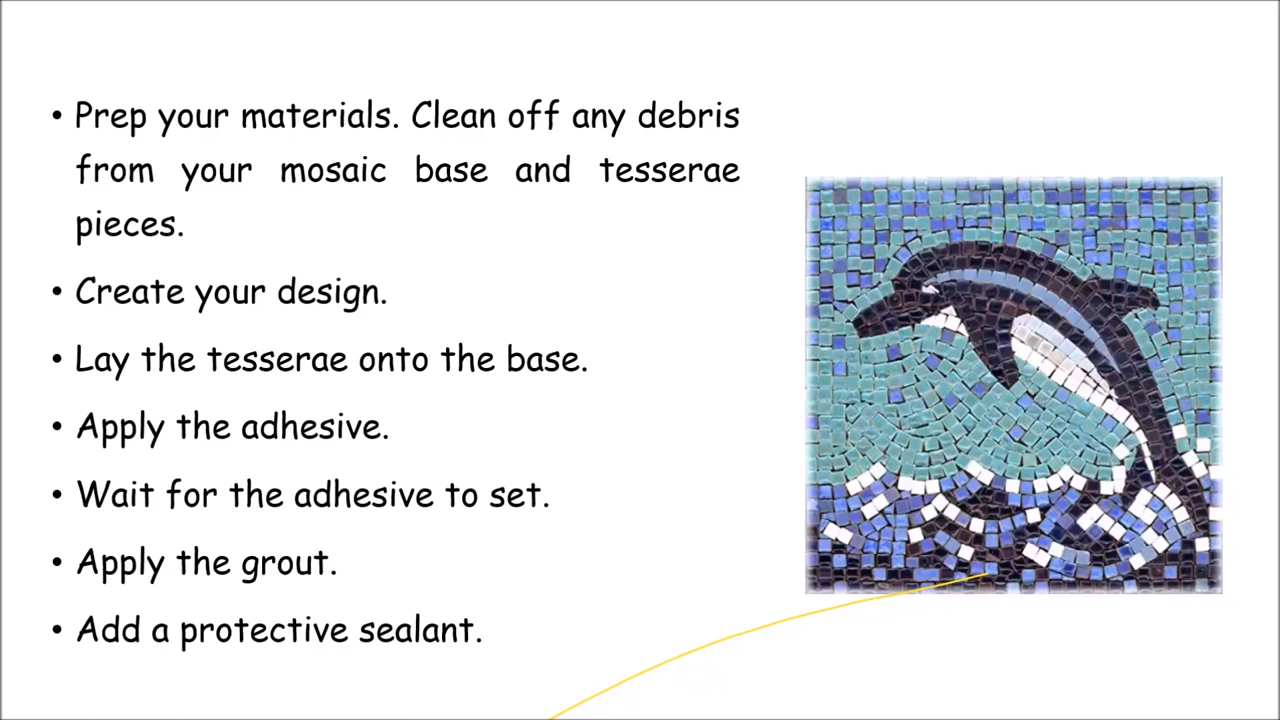 • Prep your materials. Clean off any debris
from your mosaic base and tesserae
pieces.
• Create your design.
• Lay the tesserae onto the base.
• Apply the adhesive.
• Wait for the adhesive to set.
• Apply the grout.
• Add a protective sealant.